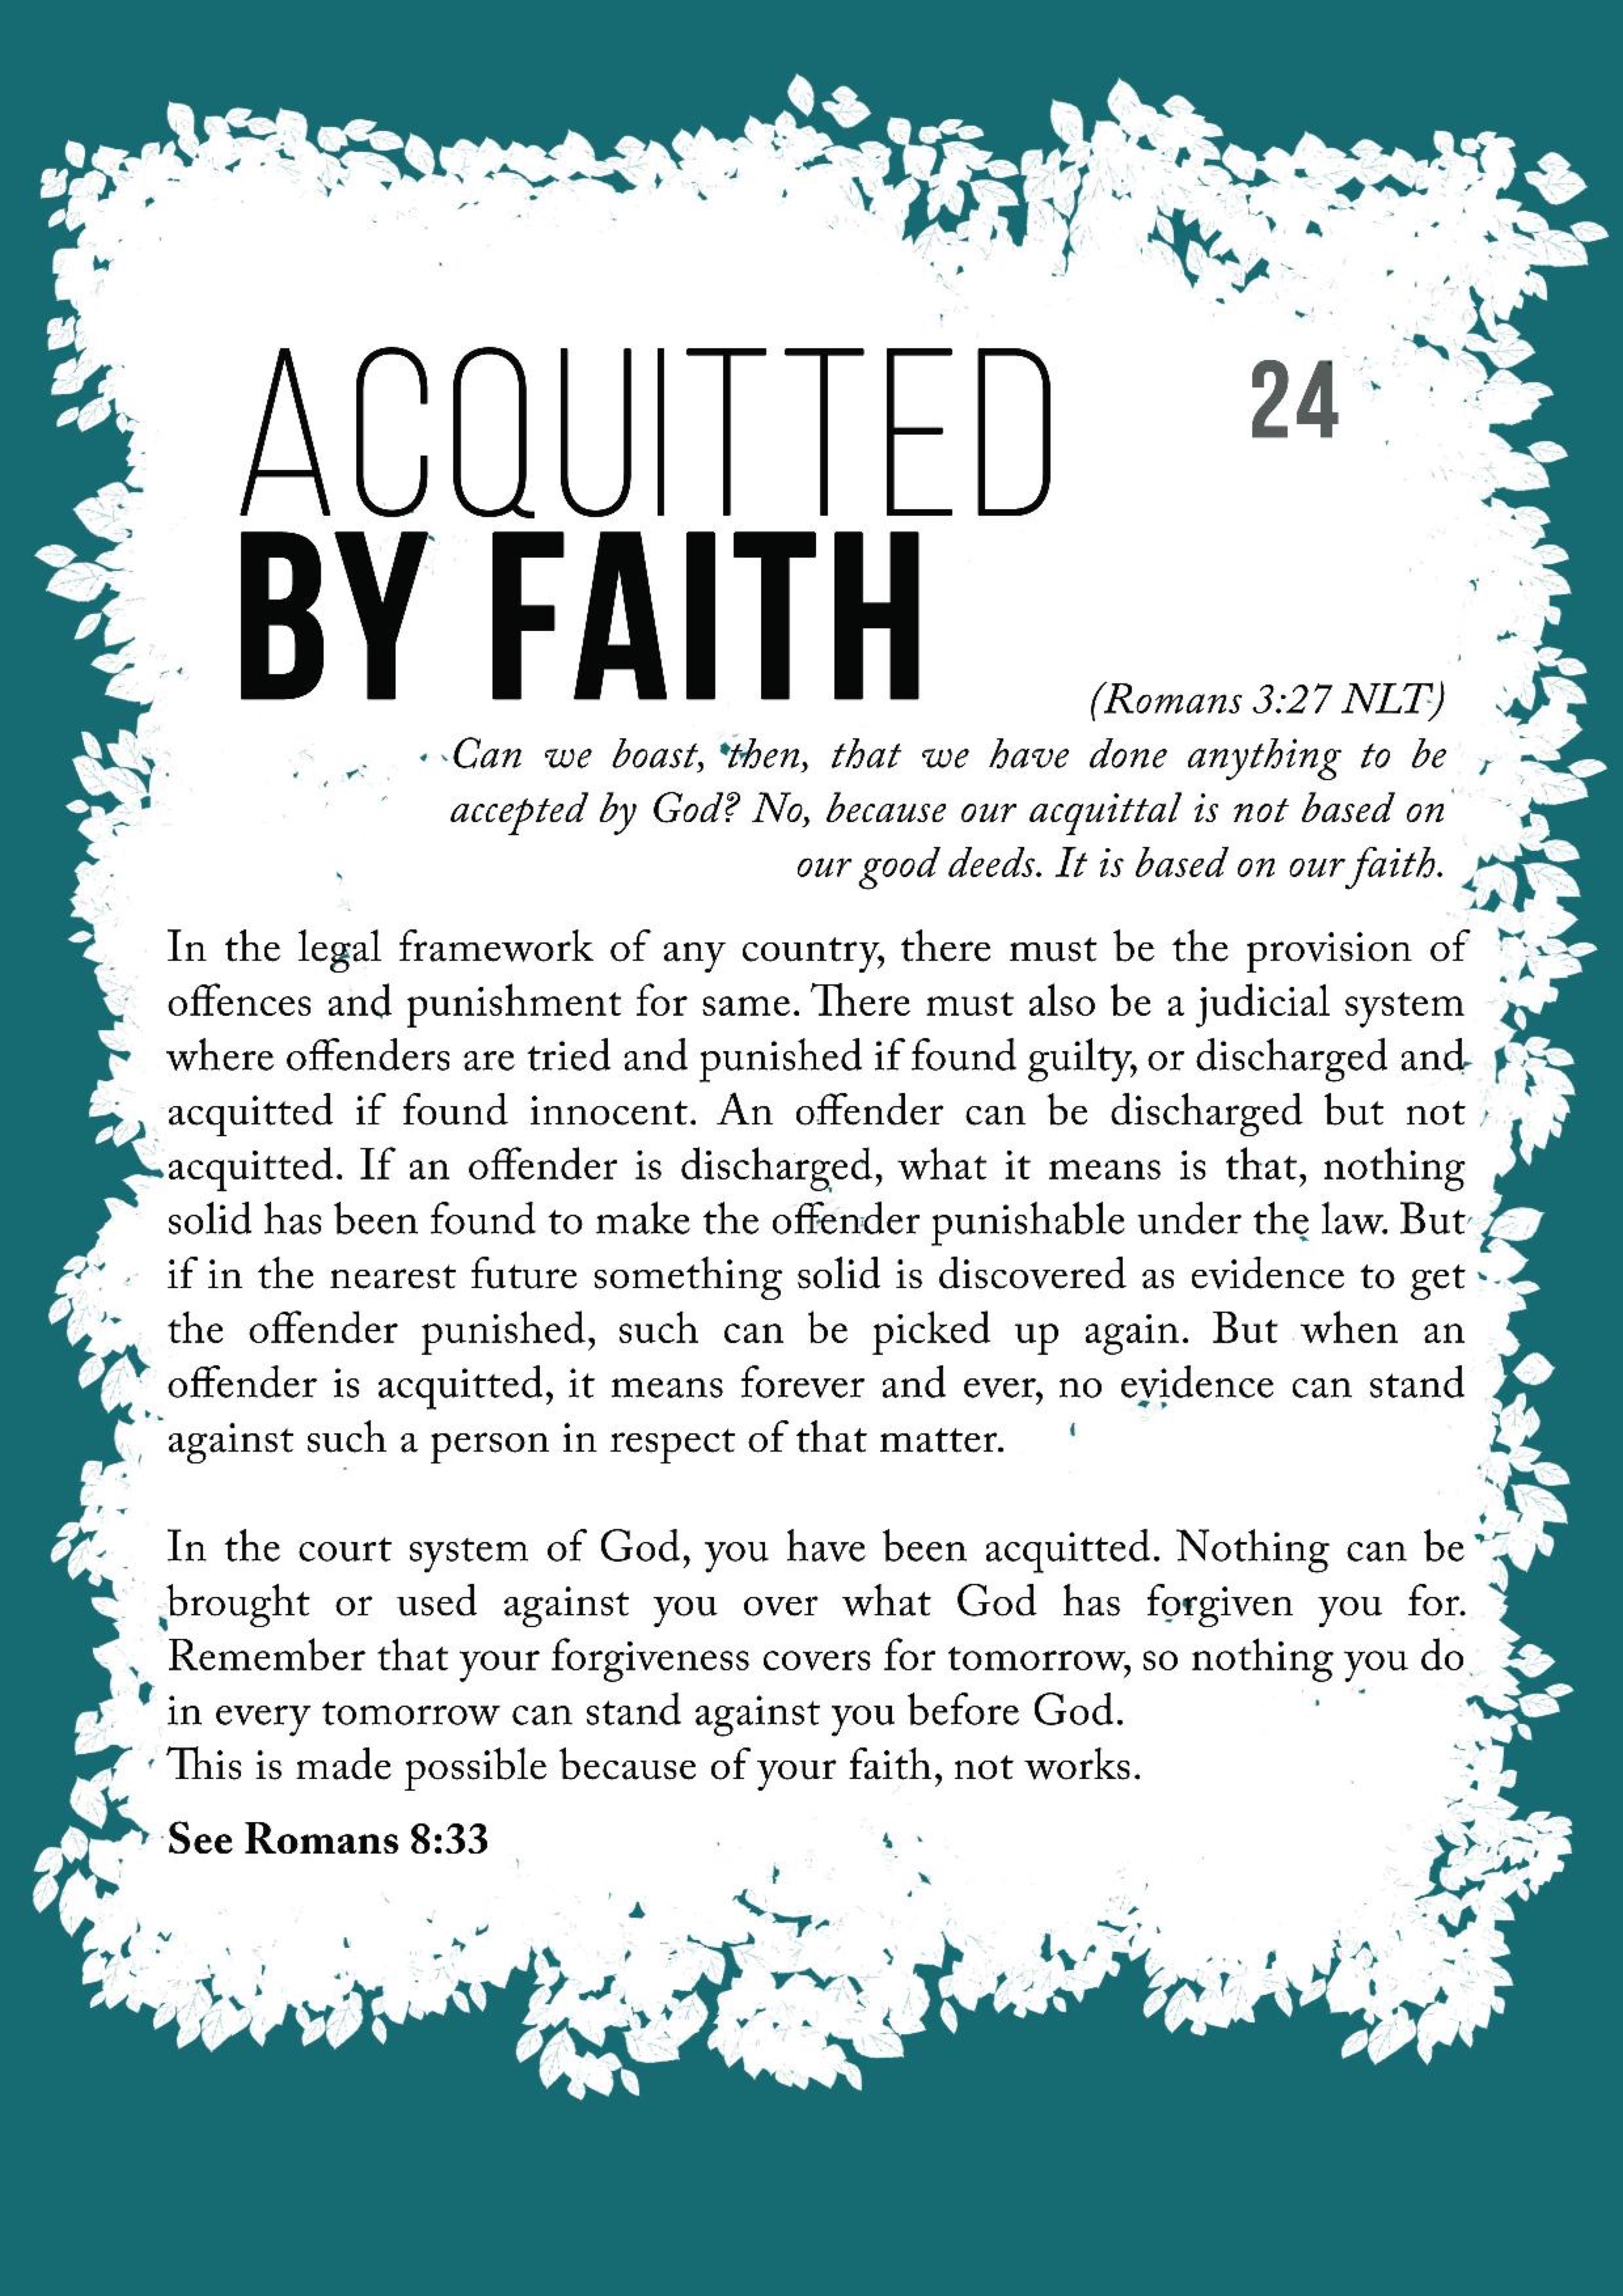 ACQUITTED
24
BY FAITH
(Romans 3:27 NLT)
Can we boast, then, that we have done anything to be
accepted by God? No, because our acquittal is not based on
our good deeds. It is based on our faith.
In the legal framework of any country, there must be the provision of
offences and punishment for same. There must also be a judicial system
where offenders are tried and punished if found guilty, or discharged and
acquitted if found innocent. An offender can be discharged but not
acquitted. If an offender is discharged, what it means is that, nothing
solid has been found to make the offender punishable under the law. But
if in the nearest future something solid is discovered as evidence to get
the offender punished, such can be picked up again. But when an
offender is acquitted, it means forever and ever, no evidence can stand
against such a person in respect of that matter.
In the court system of God, you have been acquitted. Nothing can be
brought or used against you over what God has forgiven you for.
Remember that your forgiveness covers for tomorrow, so nothing you do
in every tomorrow can stand against you before God.
This is made possible because of your faith, not works.
See Romans 8:33